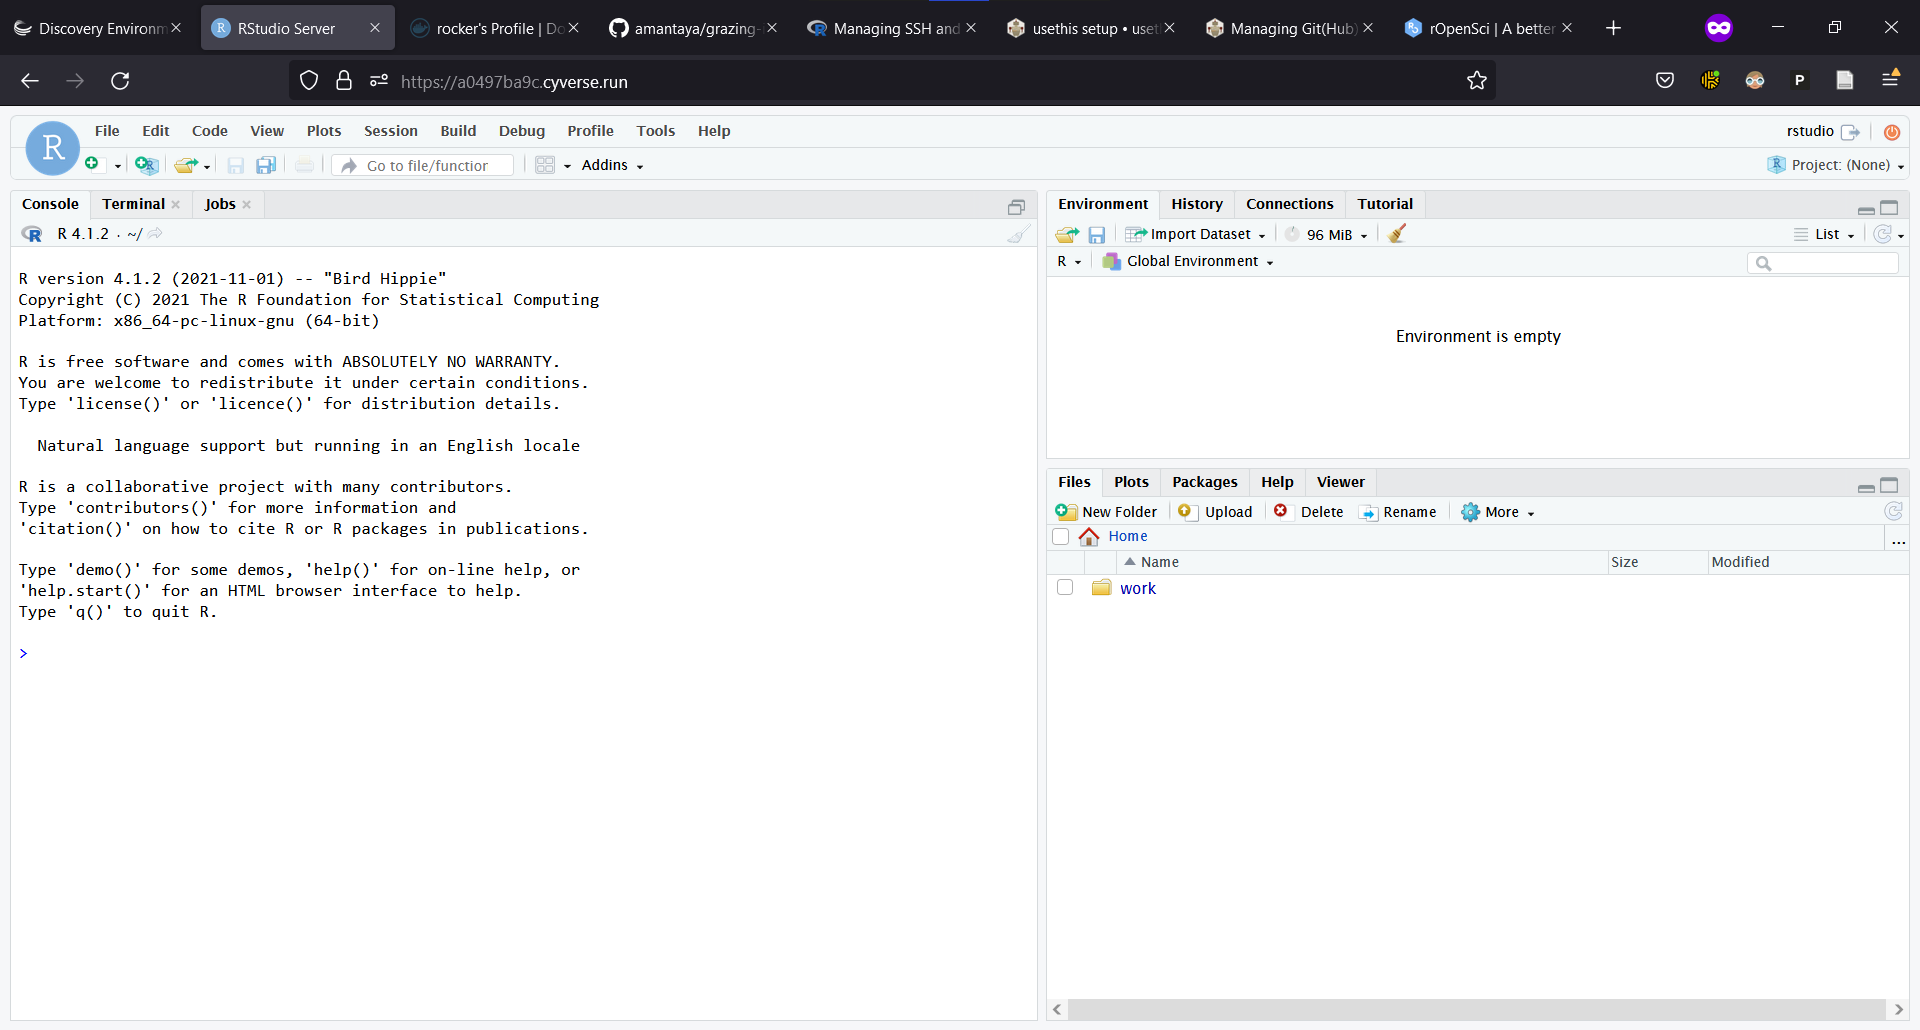 Discovery Environm
RStudio Server
rocker's Profile | Do
amantaya/grazing-
Managing SSH and
usethis setup • uset
Managing Git(Hub)
rOpenSci | A better
https://a0497ba9c.cyverse.run
P
R
File Edit Code View Plots Session Build Debug Profile Tools Help
rstudio
Go to file/function
Addins
Project: (None)
Console Terminal Jobs
R 4.1.2 · ~/
R version 4.1.2 (2021-11-01) -- "Bird Hippie"
Copyright (C) 2021 The R Foundation for Statistical Computing
Platform: x86_64-pc-linux-gnu (64-bit)
R is free software and comes with ABSOLUTELY NO WARRANTY.
You are welcome to redistribute it under certain conditions.
Type 'license()' or 'licence()' for distribution details.
Natural language support but running in an English locale
R is a collaborative project with many contributors.
Type 'contributors()' for more information and
'citation()' on how to cite R or R packages in publications.
Type 'demo()' for some demos, 'help()' for on-line help, or
'help.start()' for an HTML browser interface to help.
Type 'q()' to quit R.
>
Environment History Connections Tutorial
Import Dataset 96 MiB List
R Global Environment
Environment is empty
Files Plots Packages Help Viewer
New Folder Upload Delete Rename More
Home ...
Name Size Modified
work